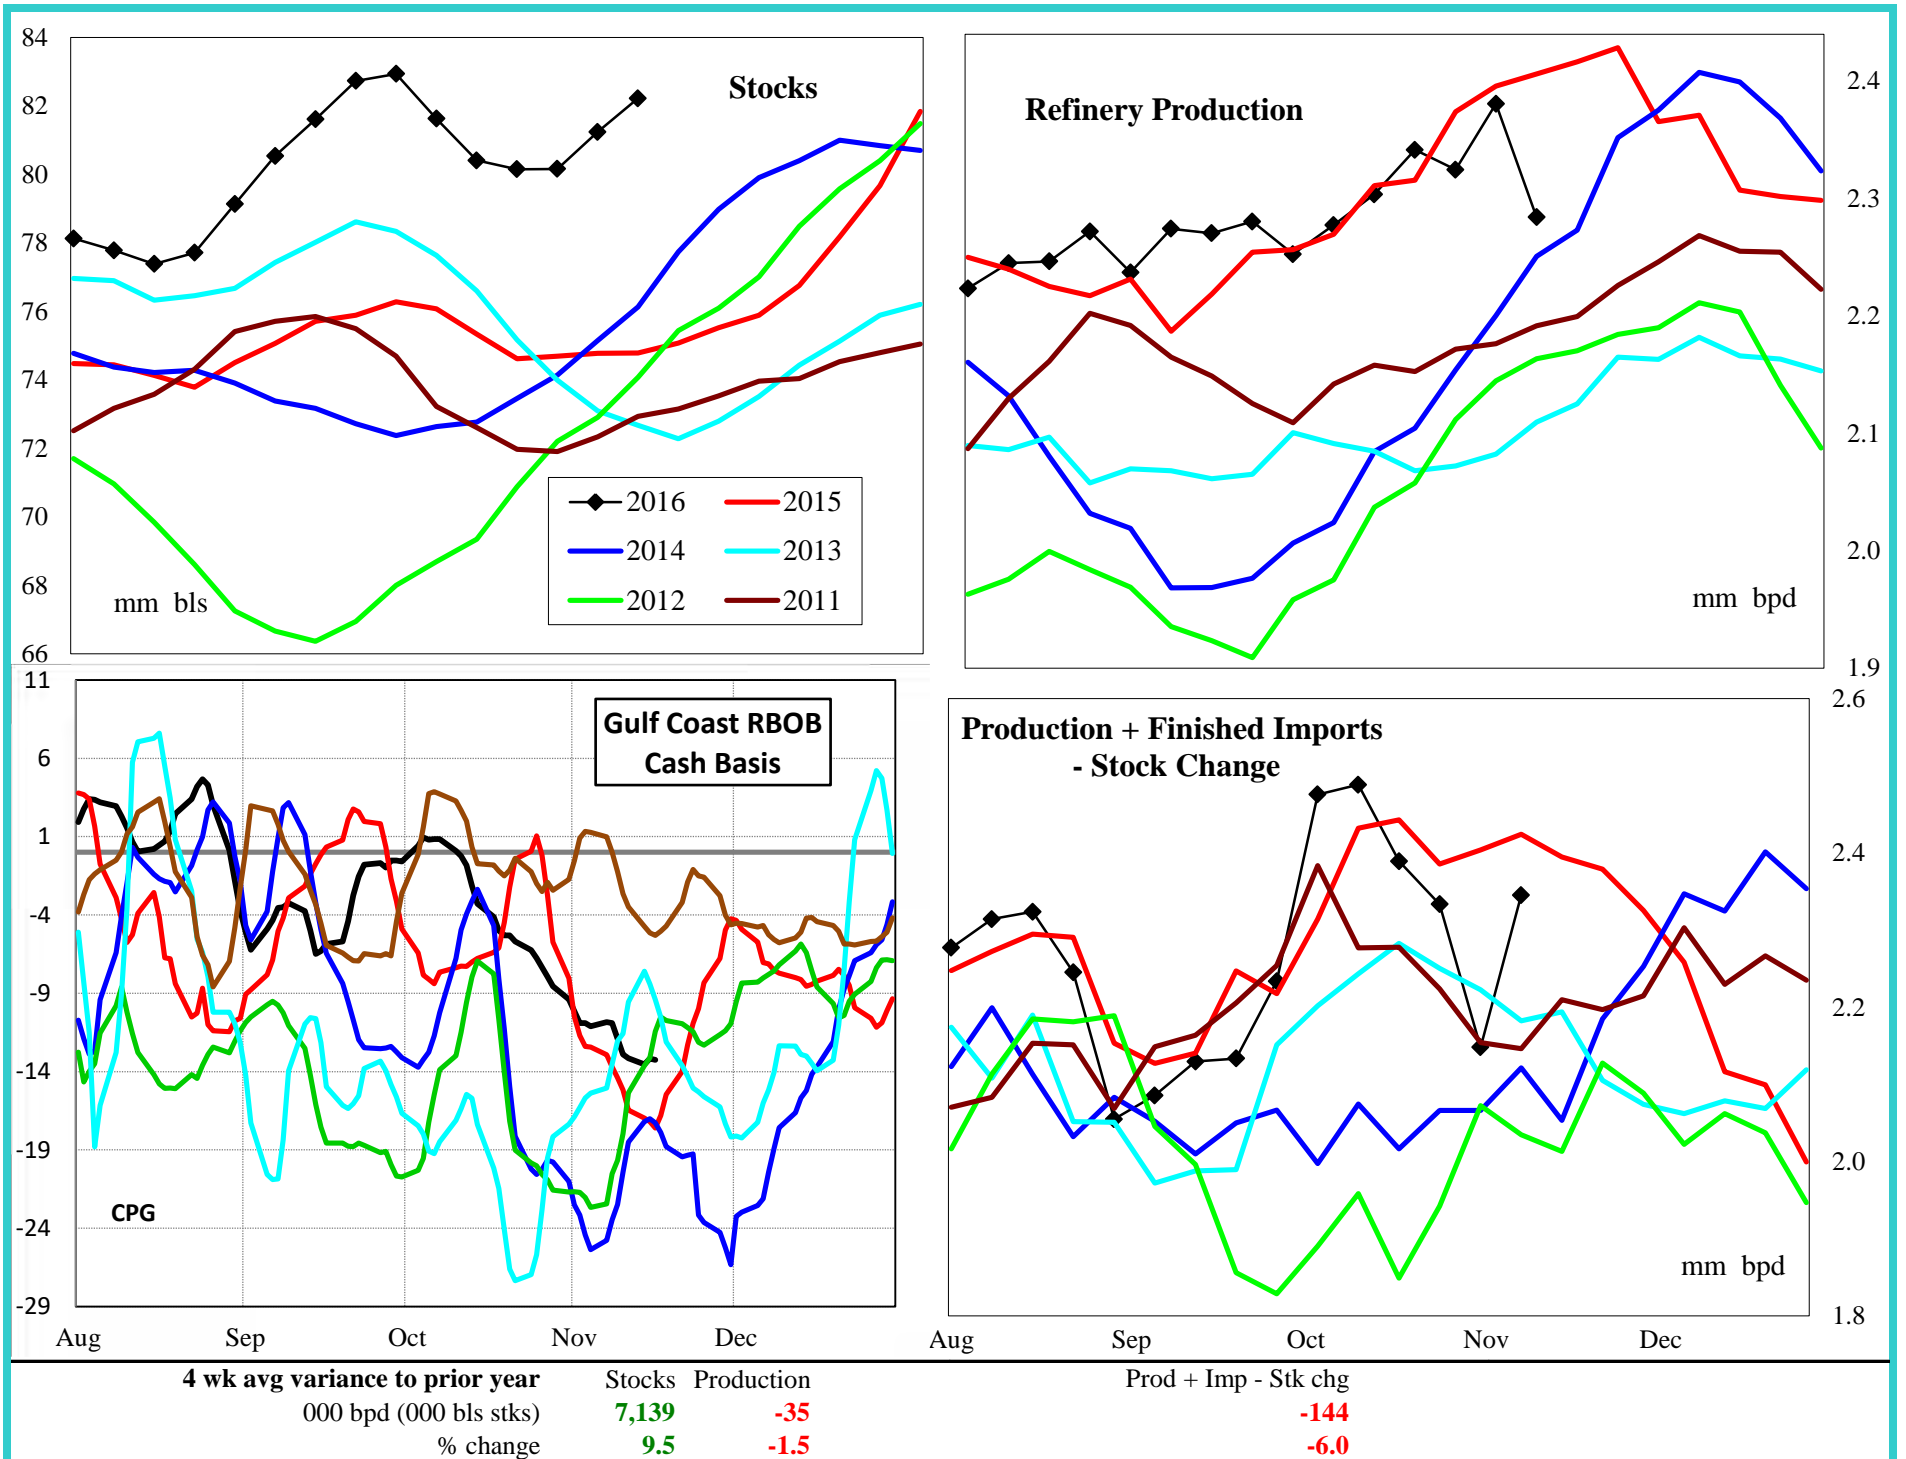 84
82
80
78
76
74
72
70
68
66
Stocks
mm bls
2016
2015
2014
2013
2012
2011
Refinery Production
mm bpd
2.4
2.3
2.2
2.1
2.0
1.9
11
6
1
-4
-9
-14
-19
-24
-29
Gulf Coast RBOB
Cash Basis
CPG
Aug Sep Oct Nov Dec
Production + Finished Imports
- Stock Change
mm bpd
2.6
2.4
2.2
2.0
1.8
Aug Sep Oct Nov Dec
4 wk avg variance to prior year Stocks Production Prod + Imp - Stk chg
000 bpd (000 bls stks) 7,139 -35 -144
% change 9.5 -1.5 -6.0